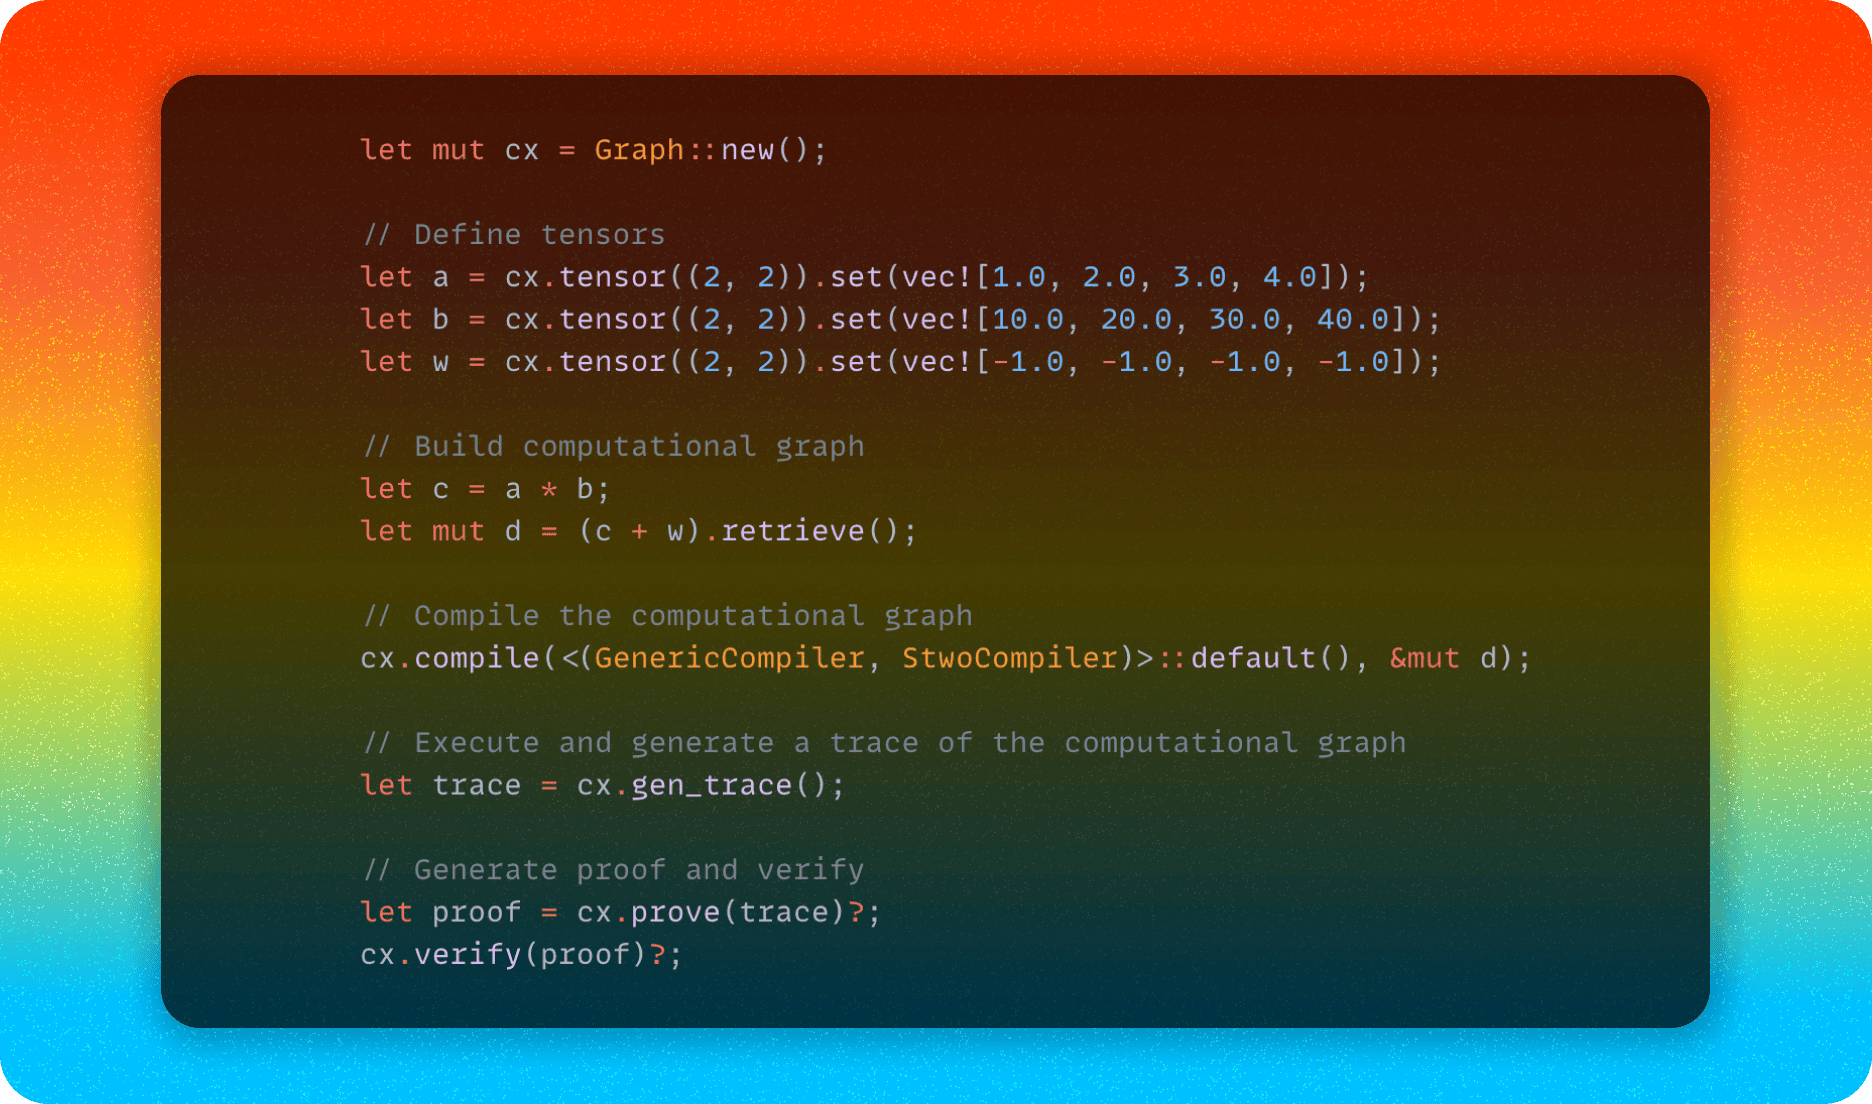 let mut cx = Graph::new();
// Define tensors
let a = cx.tensor((2, 2)).set(vec![1.0, 2.0, 3.0, 4.0]);
let b = cx.tensor((2, 2)).set(vec![10.0, 20.0, 30.0, 40.0]);
let w = cx.tensor((2, 2)).set(vec![-1.0, -1.0, -1.0, -1.0]);
// Build computational graph
let c = a * b;
let mut d = (c + w).retrieve();
// Compile the computational graph
cx.compile(<(GenericCompiler, StwoCompiler)>::default(), &mut d);
// Execute and generate a trace of the computational graph
let trace = cx.gen_trace();
// Generate proof and verify
let proof = cx.prove(trace)?;
cx.verify(proof)?;